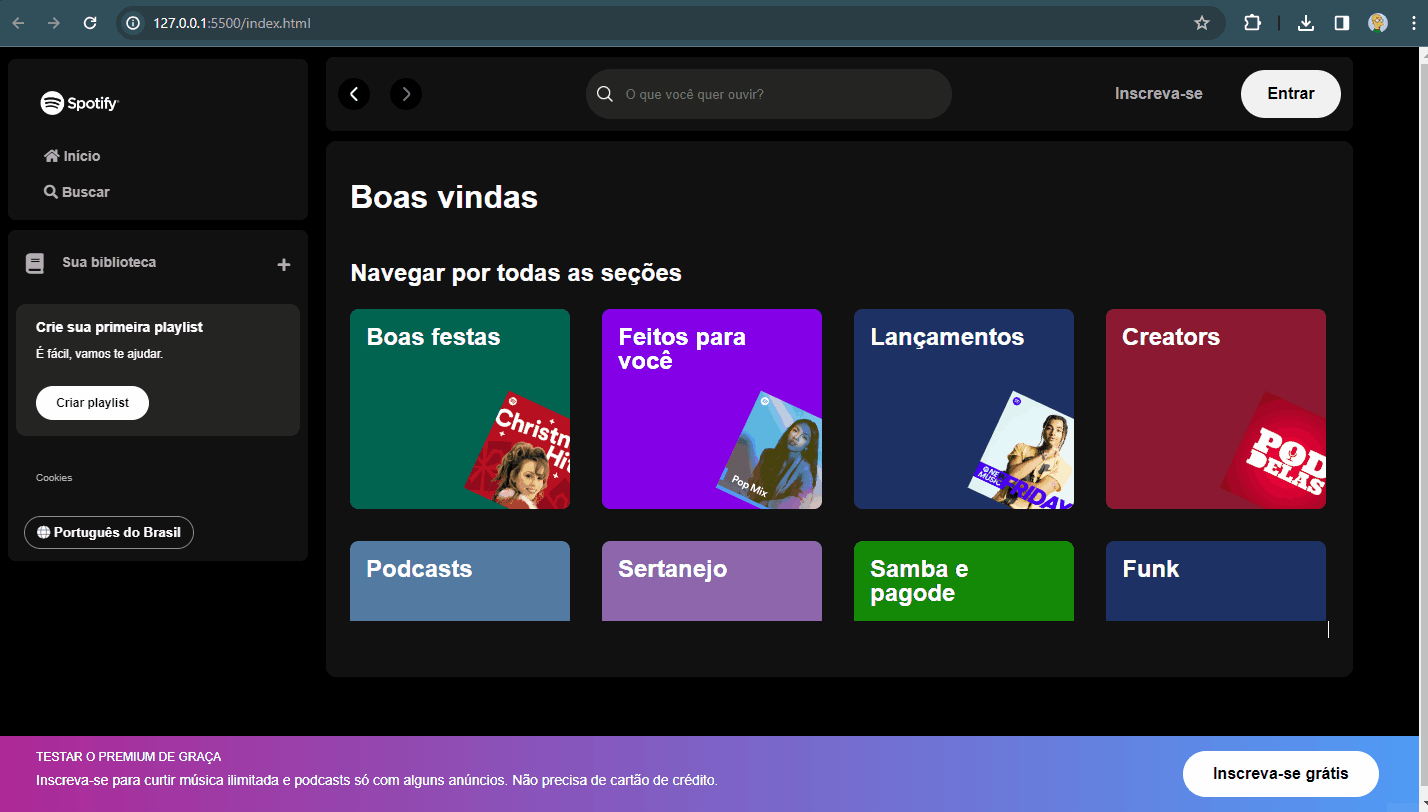 127.0.0.1:5500/index.html
Spotify
Início
Buscar
Sua biblioteca
Crie sua primeira playlist
É fácil, vamos te ajudar.
Criar playlist
Cookies
Português do Brasil
O que você quer ouvir?
Inscreva-se
Entrar
Boas vindas
Navegar por todas as seções
Boas festas
Christm
Hit
Feitos para
você
Pop Mix
Lançamentos
NE
MUSIC
FRIDAY
Creators
POD
DELAS
Podcasts
Sertanejo
Samba e
pagode
Funk
TESTAR O PREMIUM DE GRAÇA
Inscreva-se para curtir música ilimitada e podcasts só com alguns anúncios. Não precisa de cartão de crédito.
Inscreva-se grátis